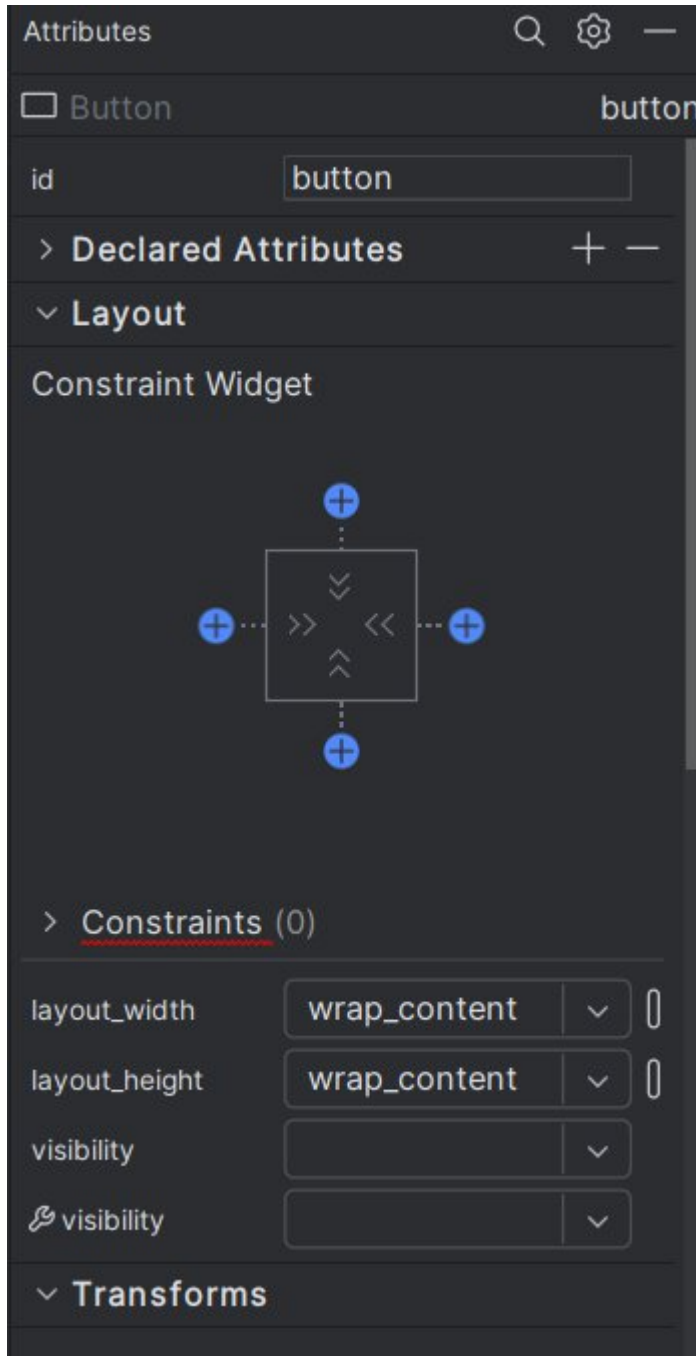 Attributes
Button button
id button
Declared Attributes
Layout
Constraint Widget
Constraints (0)
layout_width wrap_content
layout_height wrap_content
visibility
visibility
Transforms